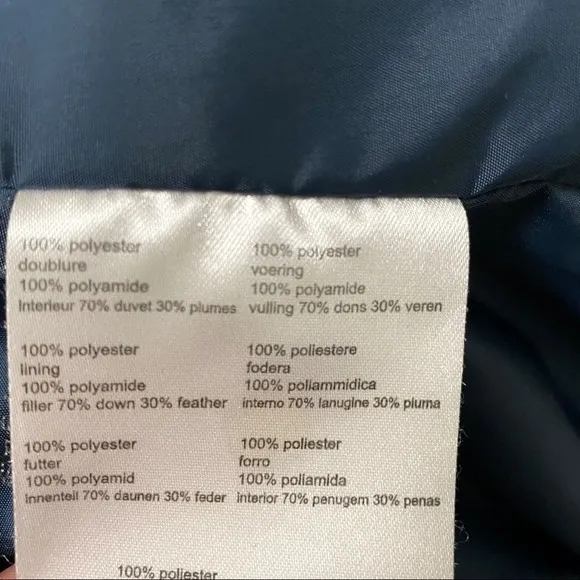 100% polyester
doublure
100% polyamide
Interieur 70% duvet 30% plumes
100% polyester
voering
100% polyamide
vulling 70% dons 30% veren
100% polyester
lining
100% polyamide
filler 70% down 30% feather
100% poliestere
fodera
100% poliammidica
interno 70% lanugine 30% piuma
100% polyester
futter
100% polyamid
Innenteil 70% daunen 30% feder
100% poliester
forro
100% poliamida
interior 70% penugem 30% penas
100% poliester